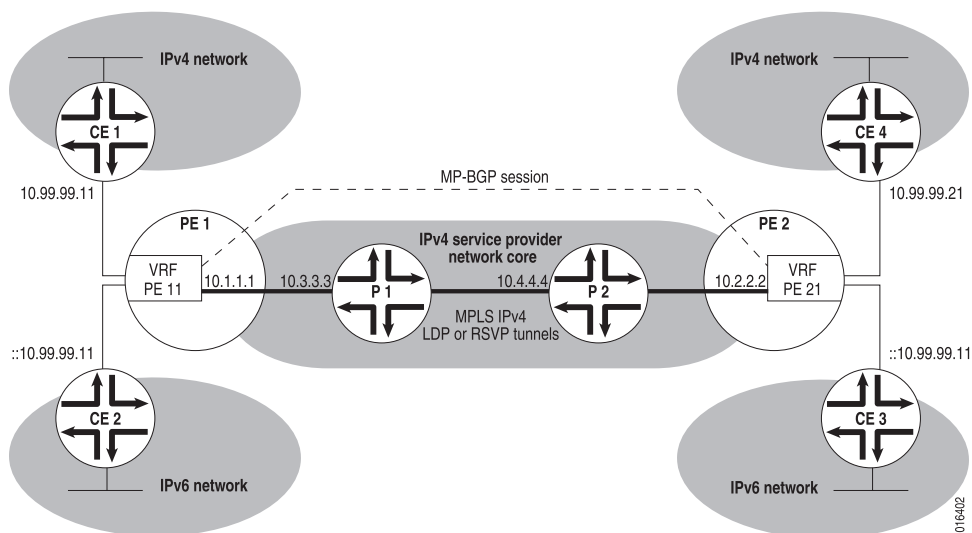 IPv4 network
IPv4 network
CE 1
CE 4
10.99.99.11
MP-BGP session
10.99.99.21
PE 1
PE 2
IPv4 service provider
network core
VRF
PE 11
10.1.1.1
10.3.3.3
P 1
10.4.4.4
P 2
10.2.2.2
VRF
PE 21
MPLS IPv4
LDP or RSVP tunnels
::10.99.99.11
::10.99.99.11
CE 2
CE 3
IPv6 network
IPv6 network
016402